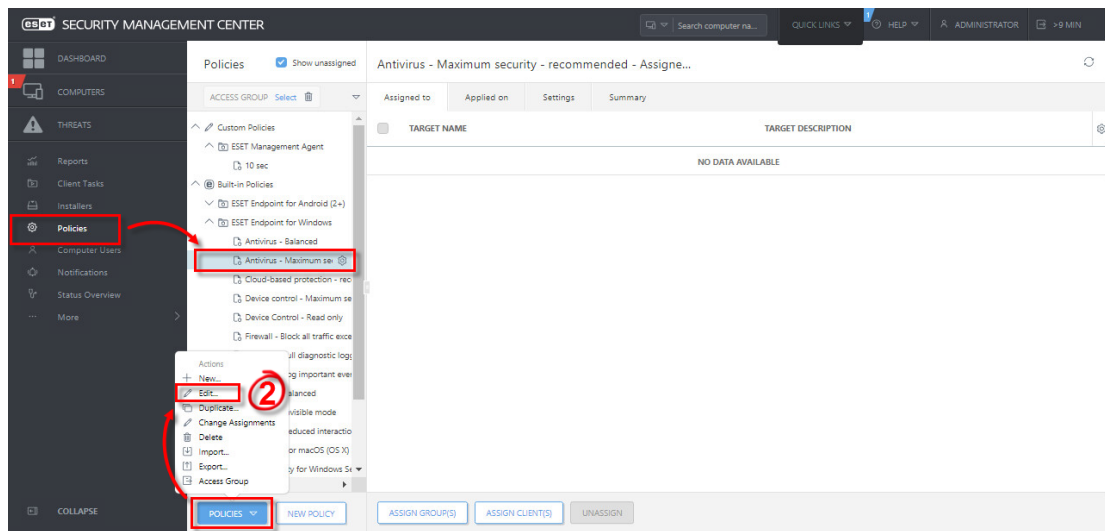 eset SECURITY MANAGEMENT CENTER
Search computer na...
QUICK LINKS
1
HELP
ADMINISTRATOR
>9 MIN
DASHBOARD
1
COMPUTERS
THREATS
Reports
Client Tasks
Installers
Policies
Computer Users
Notifications
Status Overview
More
COLLAPSE
Policies
Show unassigned
ACCESS GROUP Select
Custom Policies
ESET Management Agent
10 sec
Built-in Policies
ESET Endpoint for Android (2+)
ESET Endpoint for Windows
Antivirus - Balanced
Antivirus - Maximum se
Cloud-based protection - rec
Device control - Maximum se
Device Control - Read only
Firewall - Block all traffic exce
ull diagnostic logg
og important ever
alanced
visible mode
educed interactio
or macOS (OS X)
ty for Windows Se
Actions
New...
Edit...
2
Duplicate...
Change Assignments
Delete
Import...
Export...
Access Group
POLICIES
NEW POLICY
Antivirus - Maximum security - recommended - Assigne...
Assigned to
Applied on
Settings
Summary
TARGET NAME
TARGET DESCRIPTION
NO DATA AVAILABLE
ASSIGN GROUP(S)
ASSIGN CLIENT(S)
UNASSIGN